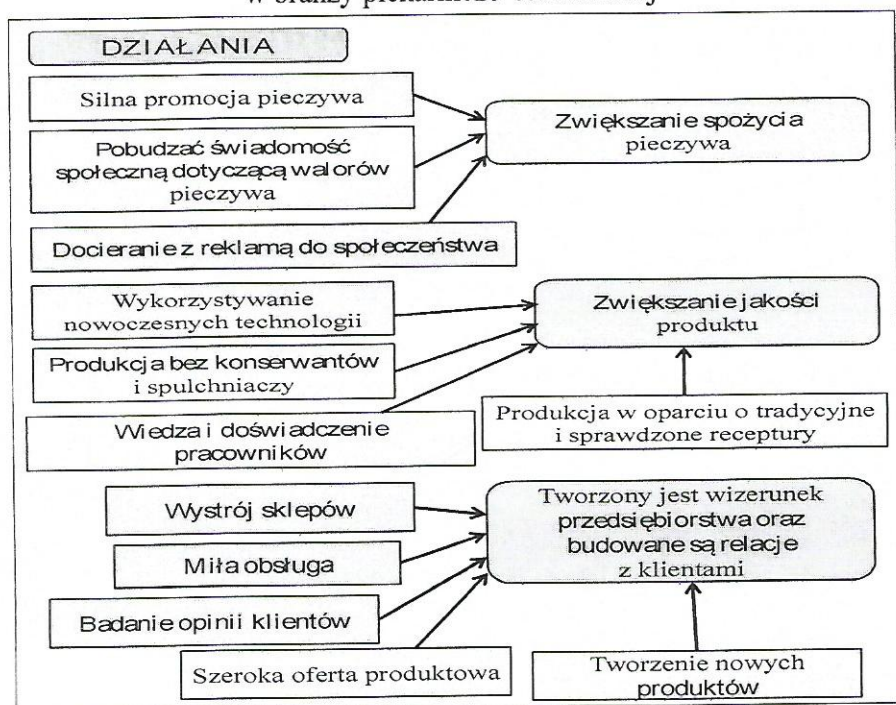 w branży piekarniczo-cukierniczej
DZIAŁANIA
Silna promocja pieczywa
Zwiększanie spożycia
pieczywa
Pobudzać świadomość
społeczną dotyczącą walorów
pieczywa
Docieranie z reklamą do społeczeństwa
Wykorzystywanie
nowoczesnych technologii
Zwiększanie jakości
produktu
Produkcja bez konserwantów
i spulchniaczy
Wiedza i doświadczenie
pracowników
Produkcja w oparciu o tradycyjne
i sprawdzone receptury
Wystrój sklepów
Tworzony jest wizerunek
przedsiębiorstwa oraz
budowane są relacje
z klientami
Miła obsługa
Badanie opinii klientów
Szeroka oferta produktowa
Tworzenie nowych
produktów